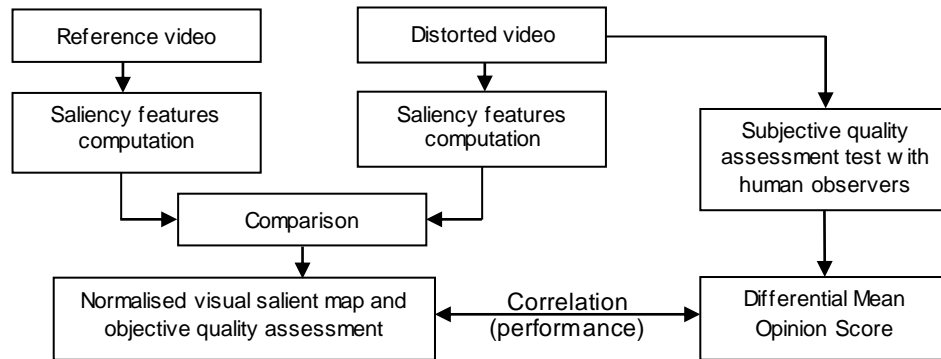 Reference video
Distorted video
Saliency features
computation
Saliency features
computation
Subjective quality
assessment test with
human observers
Comparison
Normalised visual salient map and
objective quality assessment
Correlation
(performance)
Differential Mean
Opinion Score